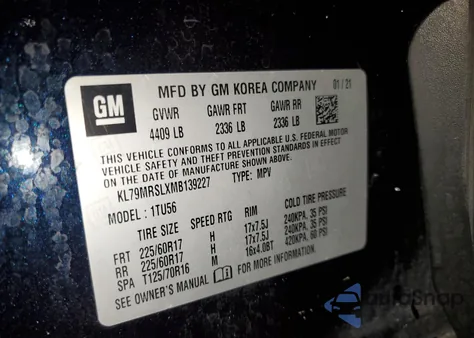 GM
MFD BY GM KOREA COMPANY 01/21
GVWR GAWR FRT GAWR RR
4409 LB 2336 LB 2336 LB
THIS VEHICLE CONFORMS TO ALL APPLICABLE U.S. FEDERAL MOTOR
VEHICLE SAFETY AND THEFT PREVENTION STANDARDS IN EFFECT
ON THE DATE OF MANUFACTURE SHOWN ABOVE.
KL79MRSLXMB139227 TYPE: MPV
MODEL: 1TU56
TIRE SIZE SPEED RTG RIM COLD TIRE PRESSURE
FRT 225/60R17 H 17x7.5J 240KPA, 35 PSI
RR 225/60R17 H 17x7.5J 240KPA, 35 PSI
SPA T125/70R16 M 16x4.0BT 420KPA, 60 PSI
SEE OWNER'S MANUAL FOR MORE INFORMATION.
autoSnap